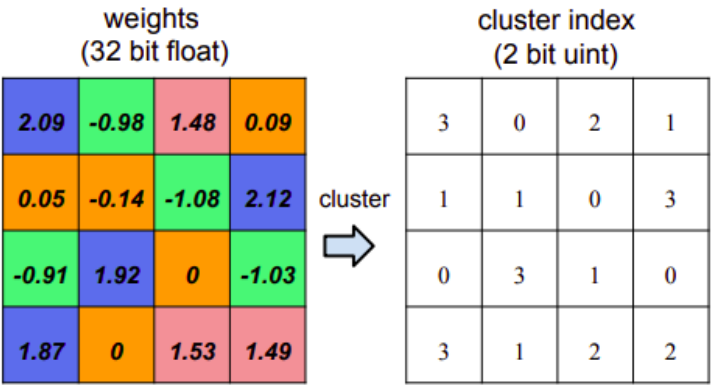 weights cluster index
(32 bit float) (2 bit uint)
2.09 -0.98 1.48 0.09 3 0 2 1
0.05 -0.14 -1.08 2.12 cluster 1 1 0 3
-0.91 1.92 0 -1.03 0 3 1 0
1.87 0 1.53 1.49 3 1 2 2